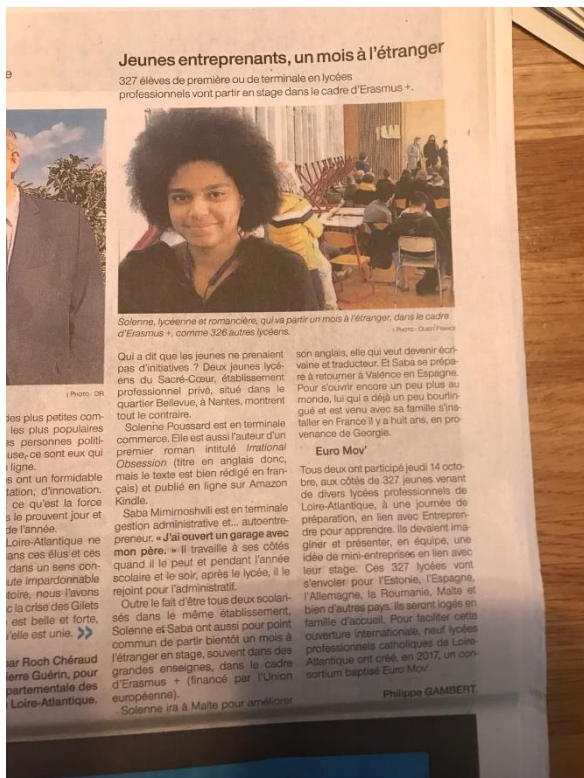 Jeunes entreprenants, un mois à l'étranger
327 élèves de première ou de terminale en lycées
professionnels vont partir en stage dans le cadre d'Erasmus +.
Solenne, lycéenne et romancière, qui va partir un mois à l'étranger, dans le cadre
d'Erasmus +, comme 326 autres lycéens.
| Photo : Ouest France
Qui a dit que les jeunes ne prenaient
pas d'initiatives ? Deux jeunes lycé-
ens du Sacré-Cœur, établissement
professionnel privé, situé dans le
quartier Bellevue, à Nantes, montrent
tout le contraire.
Solenne Poussard est en terminale
commerce. Elle est aussi l'auteur d'un
premier roman intitulé Irrational
Obsession (titre en anglais donc,
mais le texte est bien rédigé en fran-
çais) et publié en ligne sur Amazon
Kindle.
Saba Mimirnoshvili est en terminale
gestion administrative et... autoentre-
preneur. « J'ai ouvert un garage avec
mon père. » Il travaille à ses côtés
quand il le peut et pendant l'année
scolaire et le soir, après le lycée, il le
rejoint pour l'administratif.
Outre le fait d'être tous deux scolari-
sés dans le même établissement,
Solenne et Saba ont aussi pour point
commun de partir bientôt un mois à
l'étranger en stage, souvent dans des
grandes enseignes, dans le cadre
d'Erasmus + (financé par l'Union
européenne).
Solenne ira à Malte pour améliorer
son anglais, elle qui veut devenir écri-
vaine et traducteur. Et Saba se prépa-
re à retourner à Valence en Espagne.
Pour s'ouvrir encore un peu plus au
monde, lui qui a déjà un peu bourlin-
gué et est venu avec sa famille s'ins-
taller en France il y a huit ans, en pro-
venance de Georgie.
Euro Mov'
Tous deux ont participé jeudi 14 octo-
bre, aux côtés de 327 jeunes venant
de divers lycées professionnels de
Loire-Atlantique, à une journée de
préparation, en lien avec Entrepren-
dre pour apprendre. Ils devaient ima-
giner et présenter, en équipe, une
idée de mini-entreprises en lien avec
leur stage. Ces 327 lycées vont
s'envoler pour l'Estonie, l'Espagne,
l'Allemagne, la Roumanie, Malte et
bien d'autres pays. Ils seront logés en
famille d'accueil. Pour faciliter cette
ouverture internationale, neuf lycées
professionnels catholiques de Loire-
Atlantique ont créé, en 2017, un con-
sortium baptisé Euro Mov'
Philippe GAMBERT.
| Photo : DR
des plus petites com-
les plus populaires
es personnes politi-
use, ce sont eux qui
ligne.
s ont un formidable
tation, d'innovation.
ce qu'est la force
s le prouvent jour et
de l'année.
Loire-Atlantique ne
ans ces élus et ces
dans un sens con-
ute impardonnable
toire, nous l'avons
c la crise des Gilets
est belle et forte,
u'elle est unie. >>
par Roch Chéraud
ierre Guérin, pour
partementale des
Loire-Atlantique.